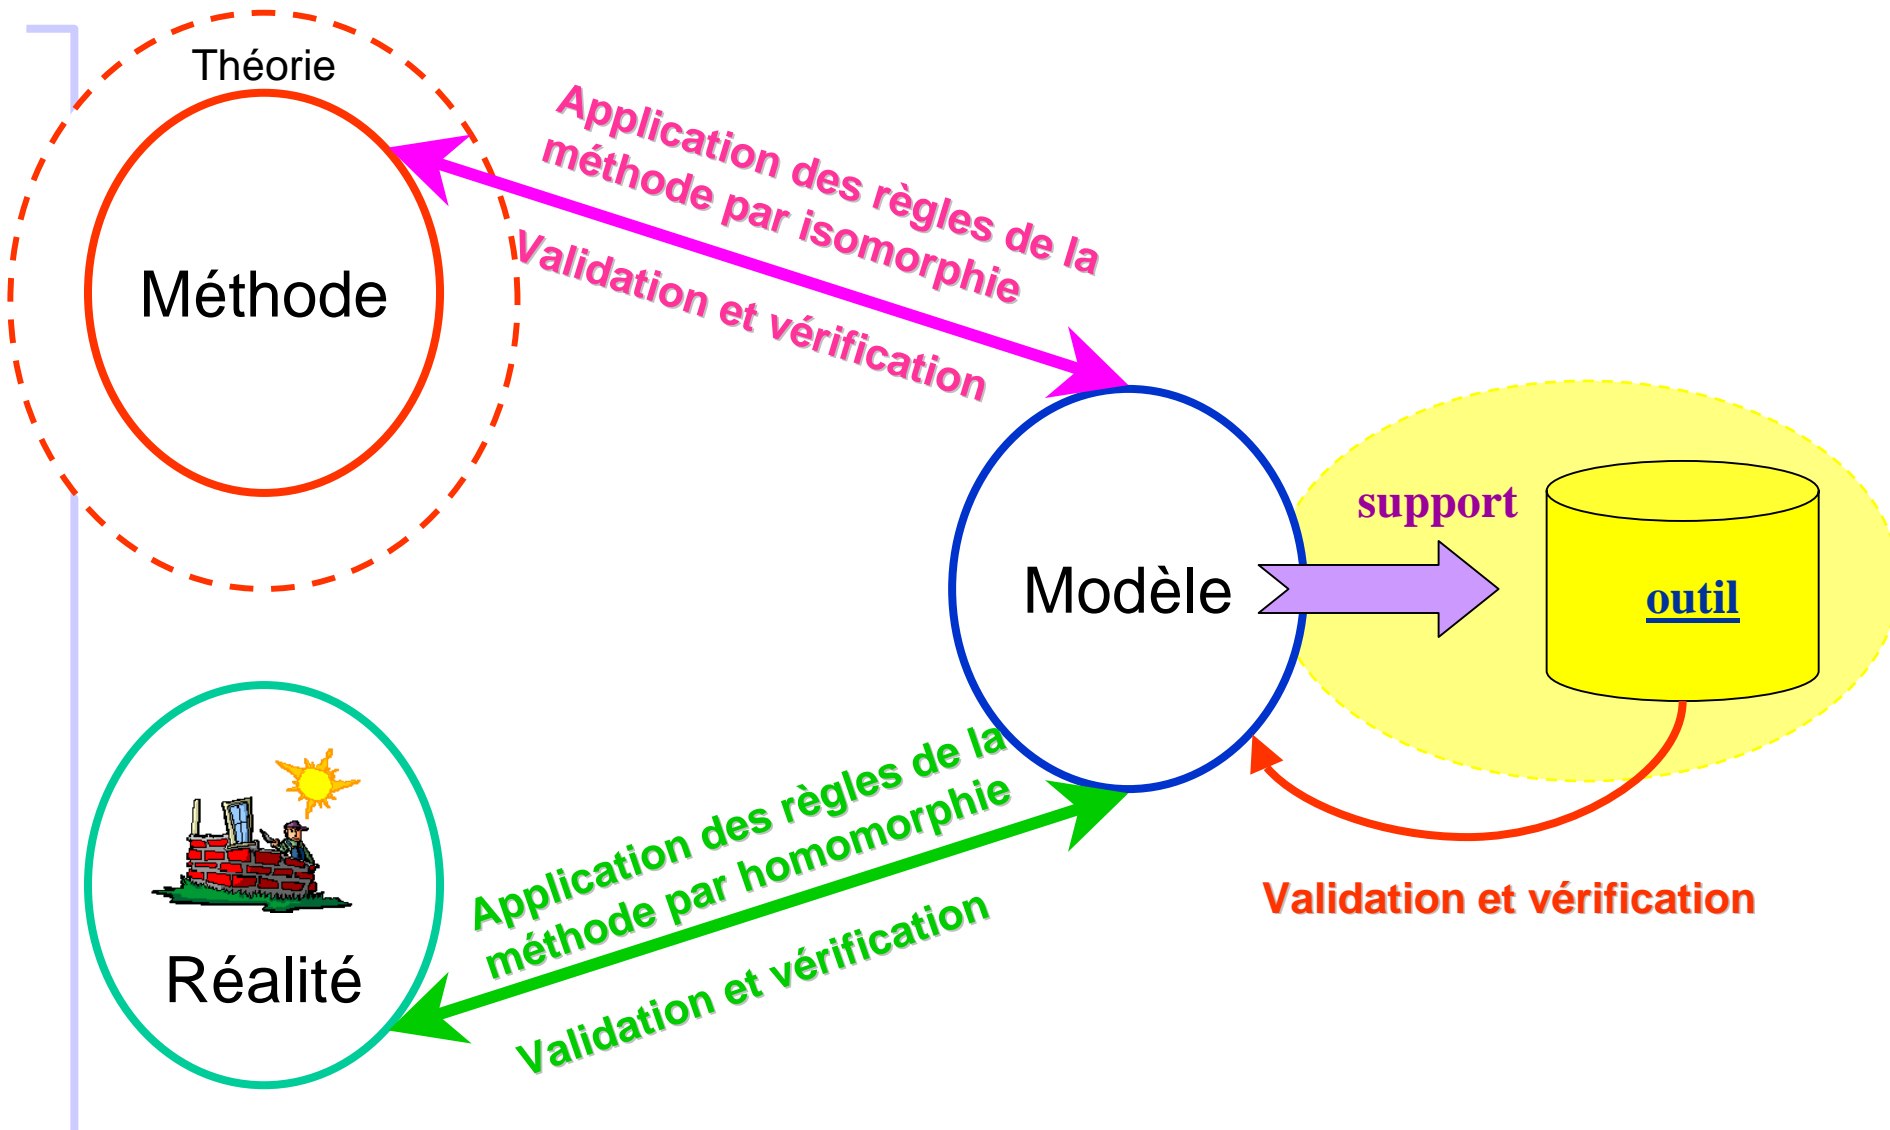 Théorie
Méthode
Application des règles de la
méthode par isomorphie
Validation et vérification
support
Modèle
outil
Application des règles de la
méthode par homomorphie
Validation et vérification
Validation et vérification
Réalité